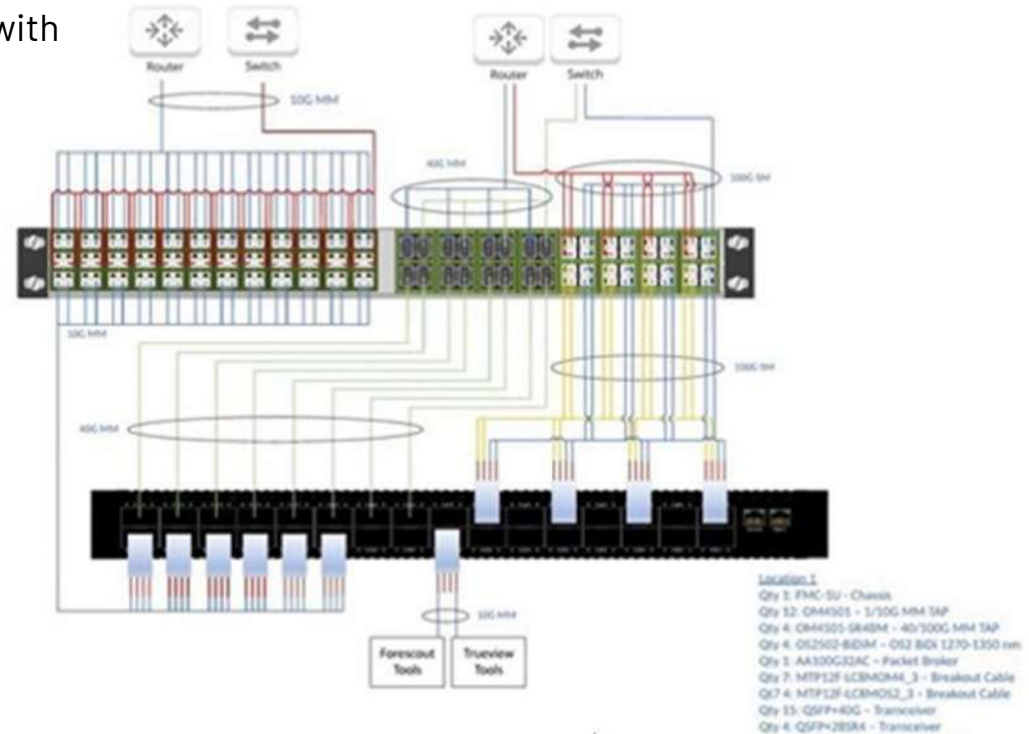 with
Router
Switch
Router
Switch
10G MM
40G MM
100G SM
10G MM
100G SM
40G MM
10G MM
Forescout
Tools
Trueview
Tools
Location 1
Qty 1: FMC-1U - Chassis
Qty 12: OM4501 – 1/10G MM TAP
Qty 4: OM4501-SR4BM – 40/100G MM TAP
Qty 4: OS2502-BiDiM – OS2 BiDi 1270-1350 nm
Qty 1: AA100G32AC – Packet Broker
Qty 7: MTP12F-LC8MOM4_3 – Breakout Cable
Qt7 4: MTP12F-LC8MOS2_3 – Breakout Cable
Qty 15: QSFP+40G – Transceiver
Qty 4: QSFP+28SR4 – Transceiver